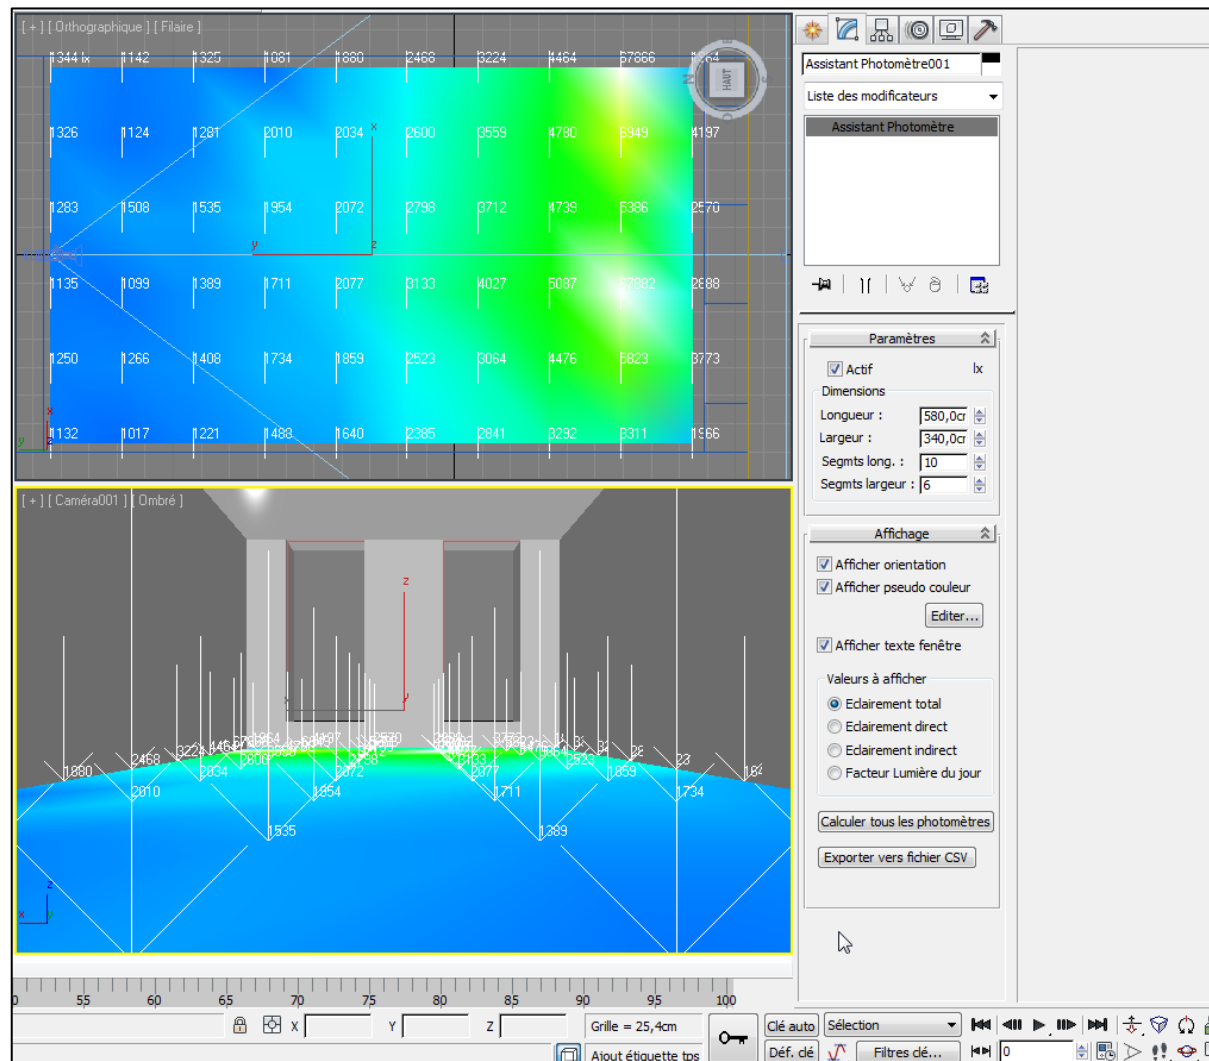 [ + ] [ Orthographique ] [ Filaire ]
1344 lx 1142 1325 1081 1880 2468 3224 4464 57866
HAUT
1326 1124 1291 2010 2034 2600 3559 4780 6949 4197
x
1283 1508 1535 1954 2072 2798 3712 4739 5386 2570
y z
1135 1099 1389 1711 2077 3133 4027 5087 57882
1250 1266 1408 1734 1859 2523 3064 4476 5823 3773
x
y z
1132 1017 1221 1483 1640 2385 2841 3292 3311 1966
[ + ] [ Caméra001 ] [ Ombré ]
z
1880 2468 3224 2034 2072 2077 2523 1859
2010 1954 1711 1734
1535 1389
z
x y
55 60 65 70 75 80 85 90 95 100
X Y Z Grille = 25,4cm
Ajout étiquette tps
Clé auto Sélection
Déf. clé Filtres clé... 0
Assistant Photomètre001
Liste des modificateurs
Assistant Photomètre
Paramètres
Actif lx
Dimensions
Longueur : 580,0cm
Largeur : 340,0cm
Segmts long. : 10
Segmts largeur : 6
Affichage
Afficher orientation
Afficher pseudo couleur
Editer...
Afficher texte fenêtre
Valeurs à afficher
Eclairement total
Eclairement direct
Eclairement indirect
Facteur Lumière du jour
Calculer tous les photomètres
Exporter vers fichier CSV